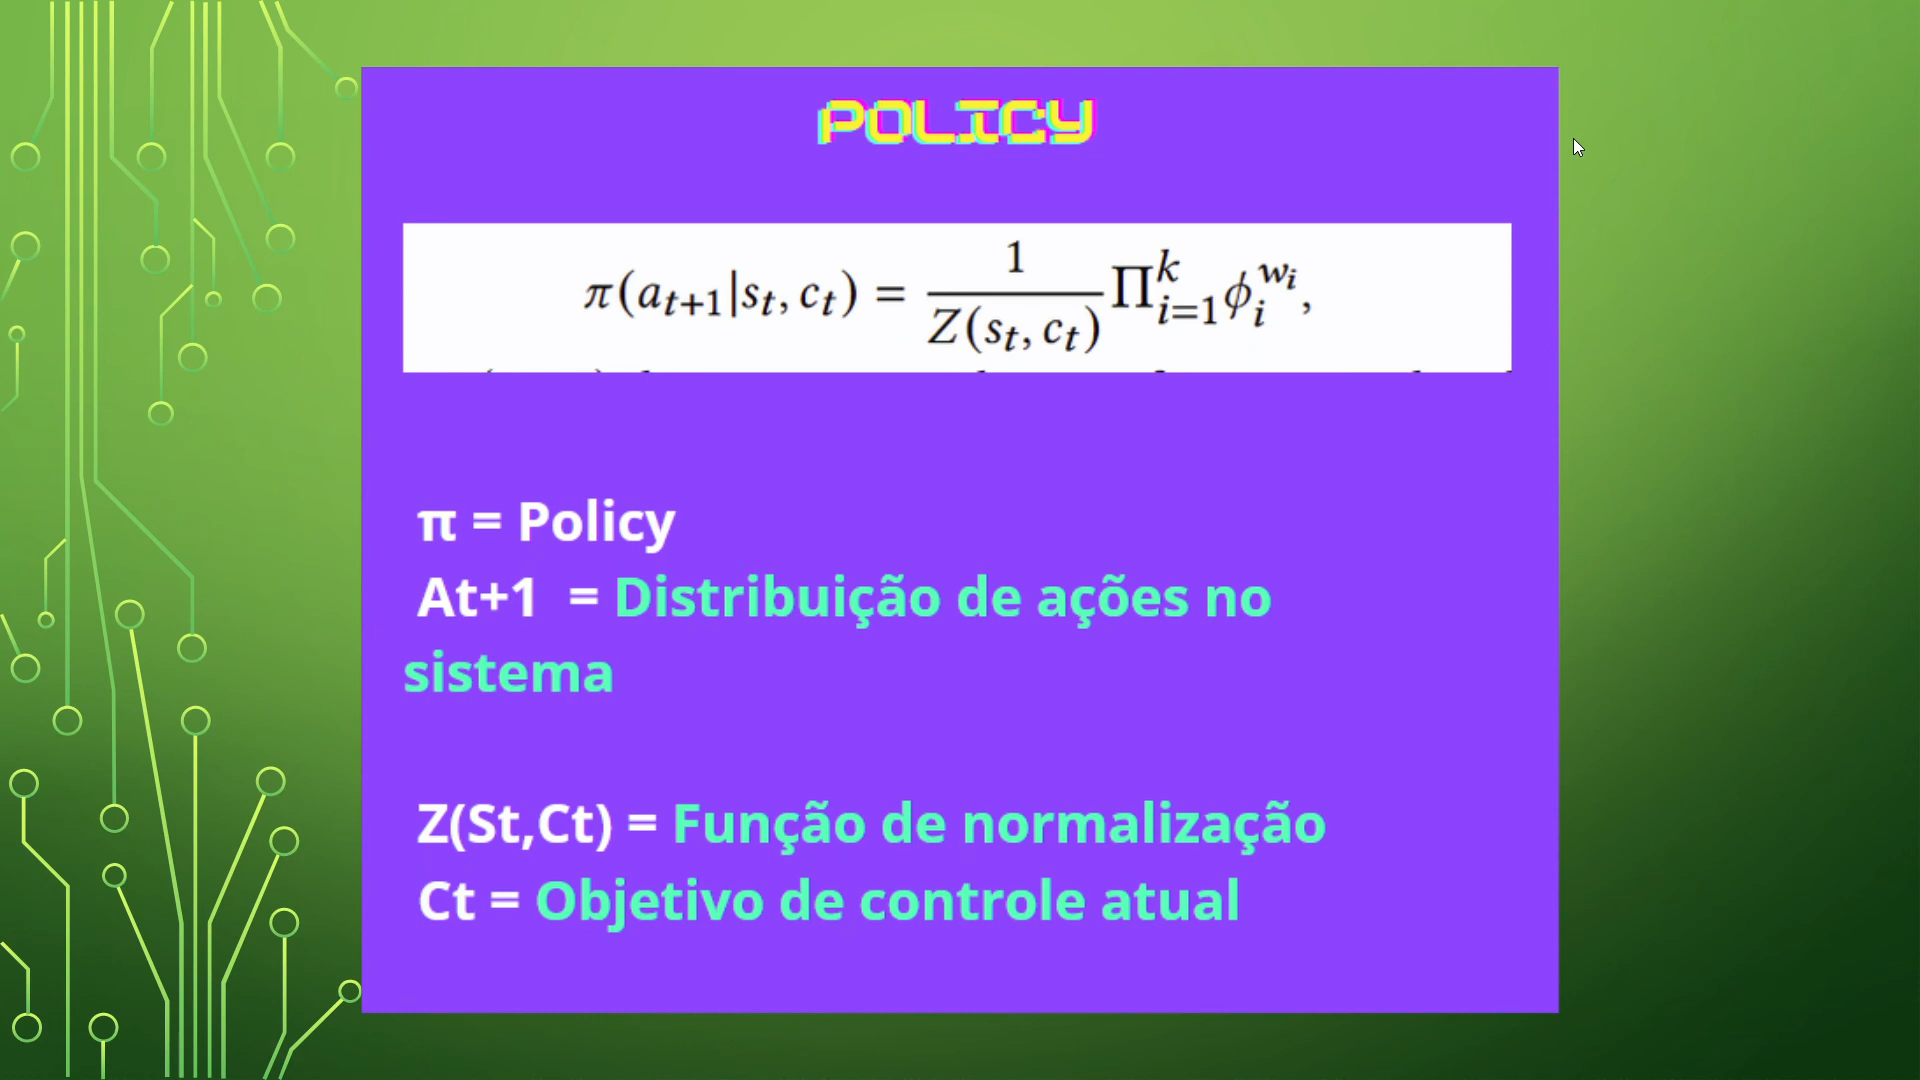 POLICY
π(a_{t+1}|s_t, c_t) = \frac{1}{Z(s_t, c_t)} Π_{i=1}^{k} ϕ_i^{w_i},
π = Policy
At+1 = Distribuição de ações no
sistema
Z(St,Ct) = Função de normalização
Ct = Objetivo de controle atual